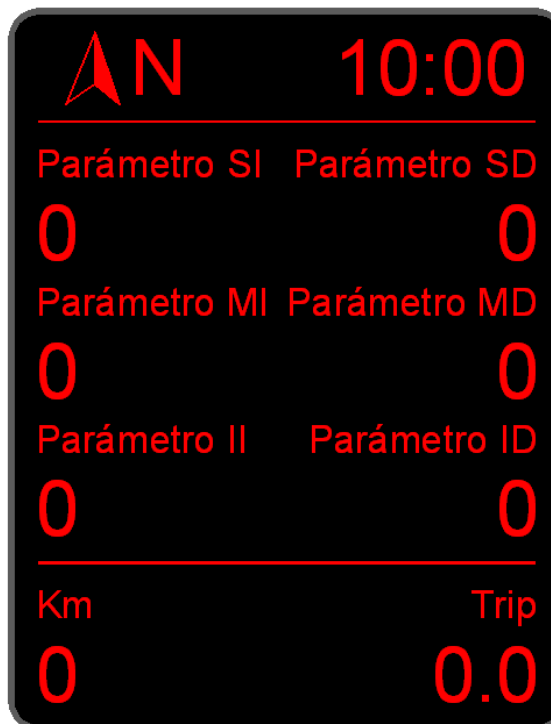 N 10:00
Parámetro SI Parámetro SD
0 0
Parámetro MI Parámetro MD
0 0
Parámetro II Parámetro ID
0 0
Km Trip
0 0.0